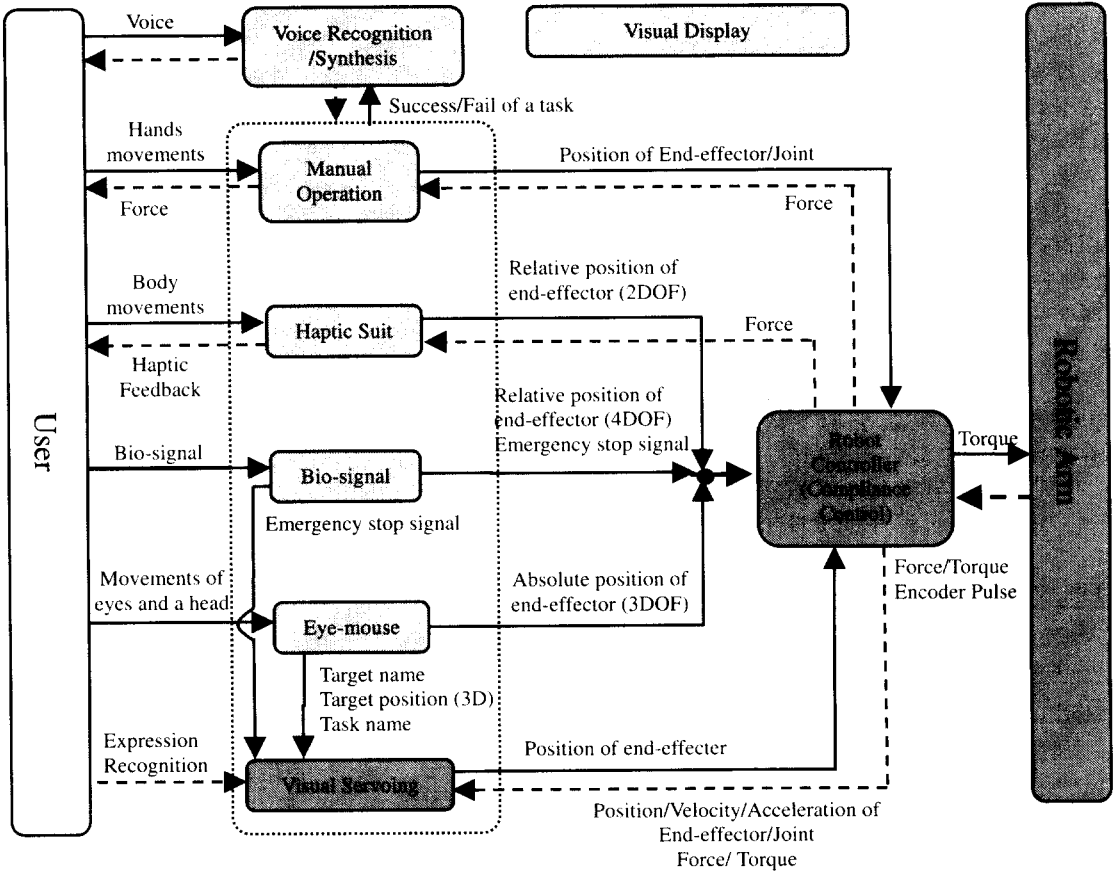 Voice
Voice Recognition
/Synthesis
Visual Display
Success/Fail of a task
Hands
movements
Manual
Operation
Position of End-effector/Joint
Force
Force
Relative position of
end-effector (2DOF)
Body
movements
Haptic Suit
Force
Haptic
Feedback
Relative position of
end-effector (4DOF)
Emergency stop signal
User
Bio-signal
Bio-signal
Emergency stop signal
Robot
Controller
(Compliance
Control)
Torque
Robotic Arm
Force/Torque
Encoder Pulse
Movements of
eyes and a head
Eye-mouse
Absolute position of
end-effector (3DOF)
Target name
Target position (3D)
Task name
Expression
Recognition
Visual Servoing
Position of end-effecter
Position/Velocity/Acceleration of
End-effector/Joint
Force/ Torque